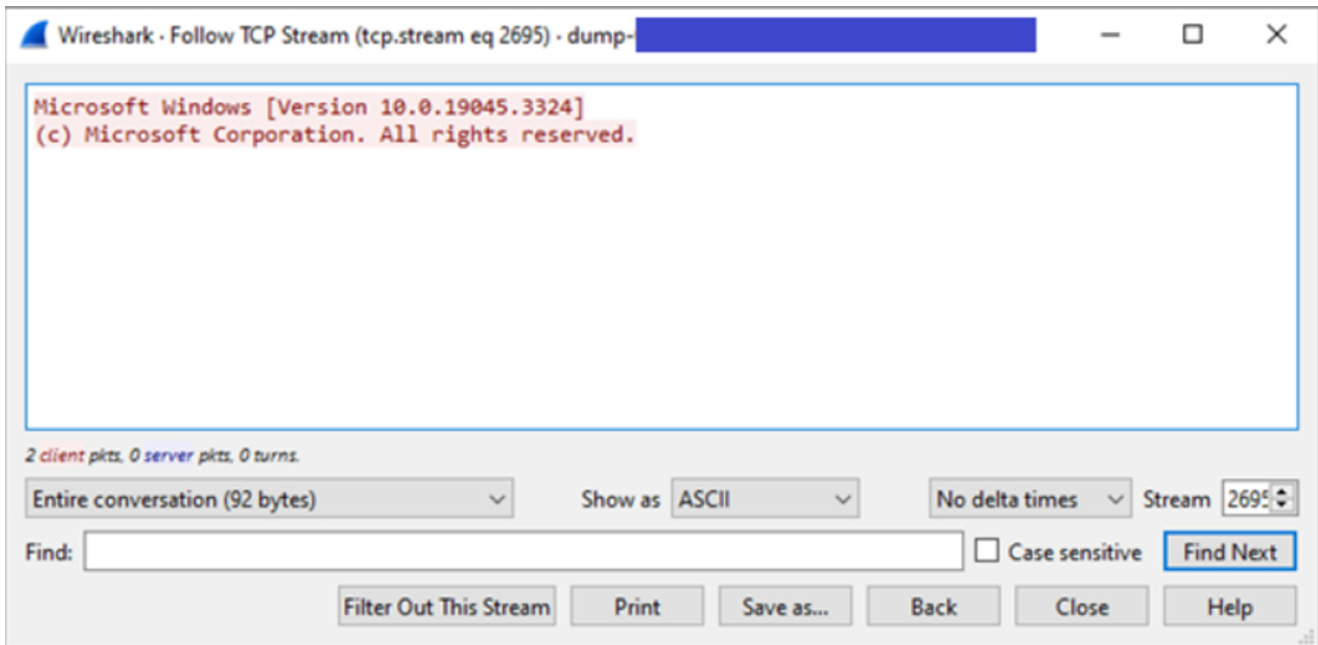 Wireshark · Follow TCP Stream (tcp.stream eq 2695) · dump-
Microsoft Windows [Version 10.0.19045.3324]
(c) Microsoft Corporation. All rights reserved.
2 client pkts, 0 server pkts, 0 turns.
Entire conversation (92 bytes) Show as ASCII No delta times Stream 2695
Find: Case sensitive Find Next
Filter Out This Stream Print Save as... Back Close Help